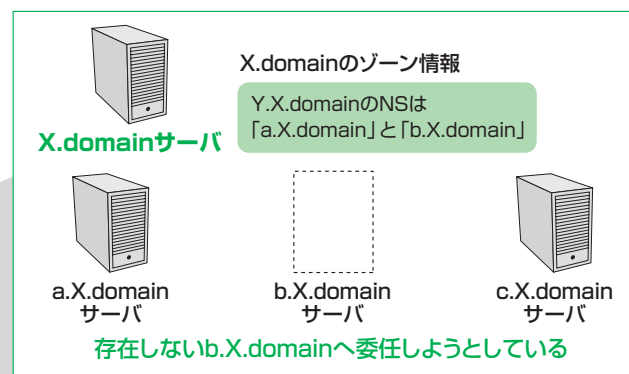 X.domainのゾーン情報
Y.X.domainのNSは
「a.X.domain」と「b.X.domain」
X.domainサーバ
a.X.domain
サーバ
b.X.domain
サーバ
c.X.domain
サーバ
存在しないb.X.domainへ委任しようとしている